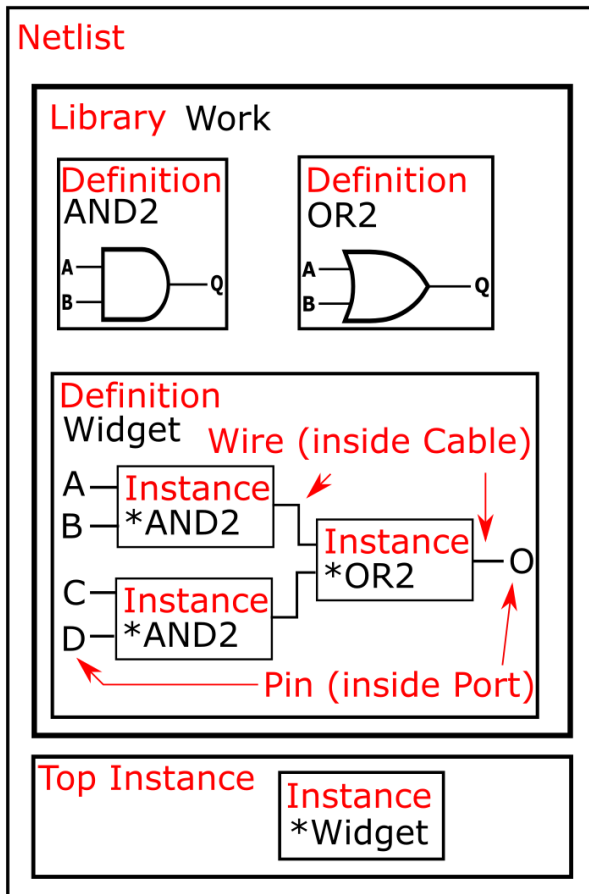 Netlist
Library Work
Definition
AND2
A
B
Q
Definition
OR2
A
B
Q
Definition
Widget
Wire (inside Cable)
A
B
Instance
*AND2
C
D
Instance
*AND2
Instance
*OR2
O
Pin (inside Port)
Top Instance
Instance
*Widget